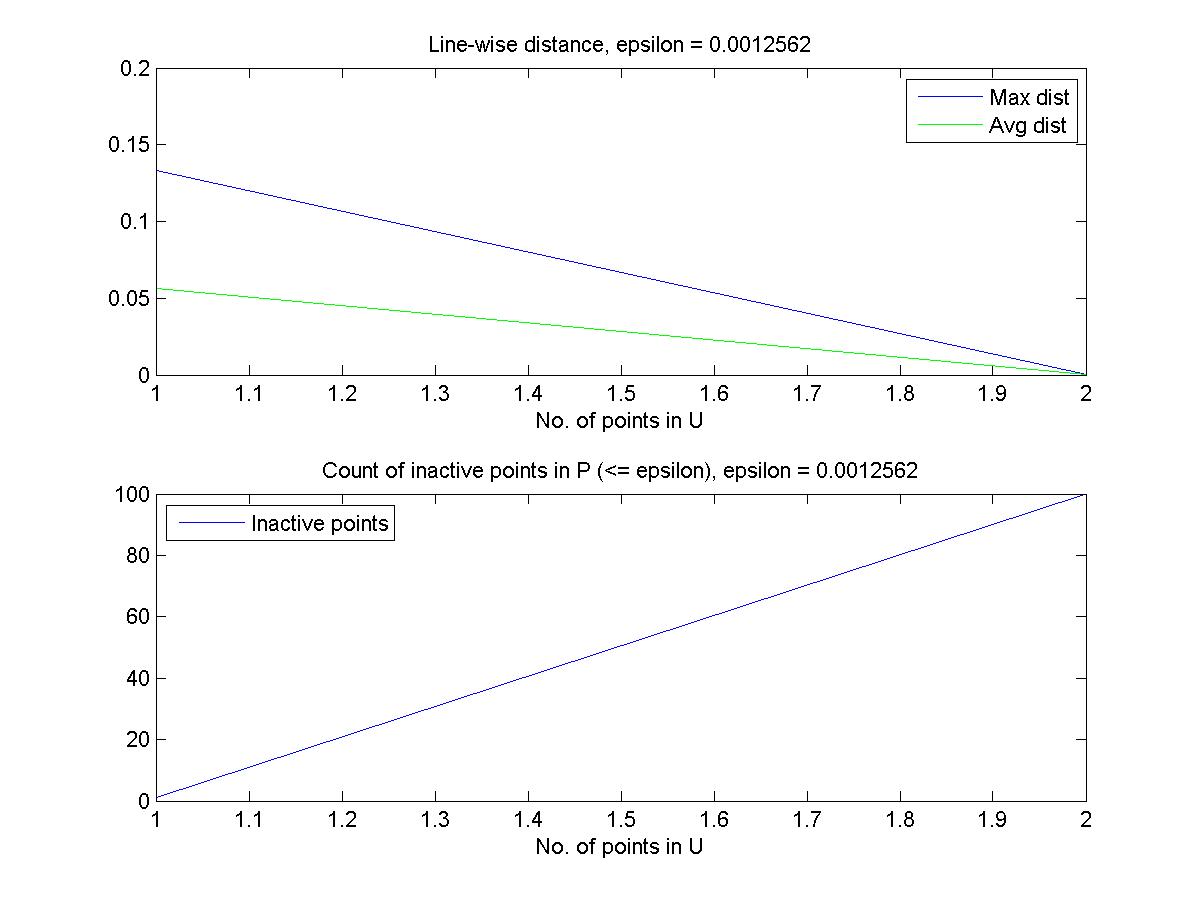 Line-wise distance, epsilon = 0.0012562
0.2
0.15
0.1
0.05
0
Max dist
Avg dist
1 1.1 1.2 1.3 1.4 1.5 1.6 1.7 1.8 1.9 2
No. of points in U
Count of inactive points in P (<= epsilon), epsilon = 0.0012562
100
80
60
40
20
0
Inactive points
1 1.1 1.2 1.3 1.4 1.5 1.6 1.7 1.8 1.9 2
No. of points in U